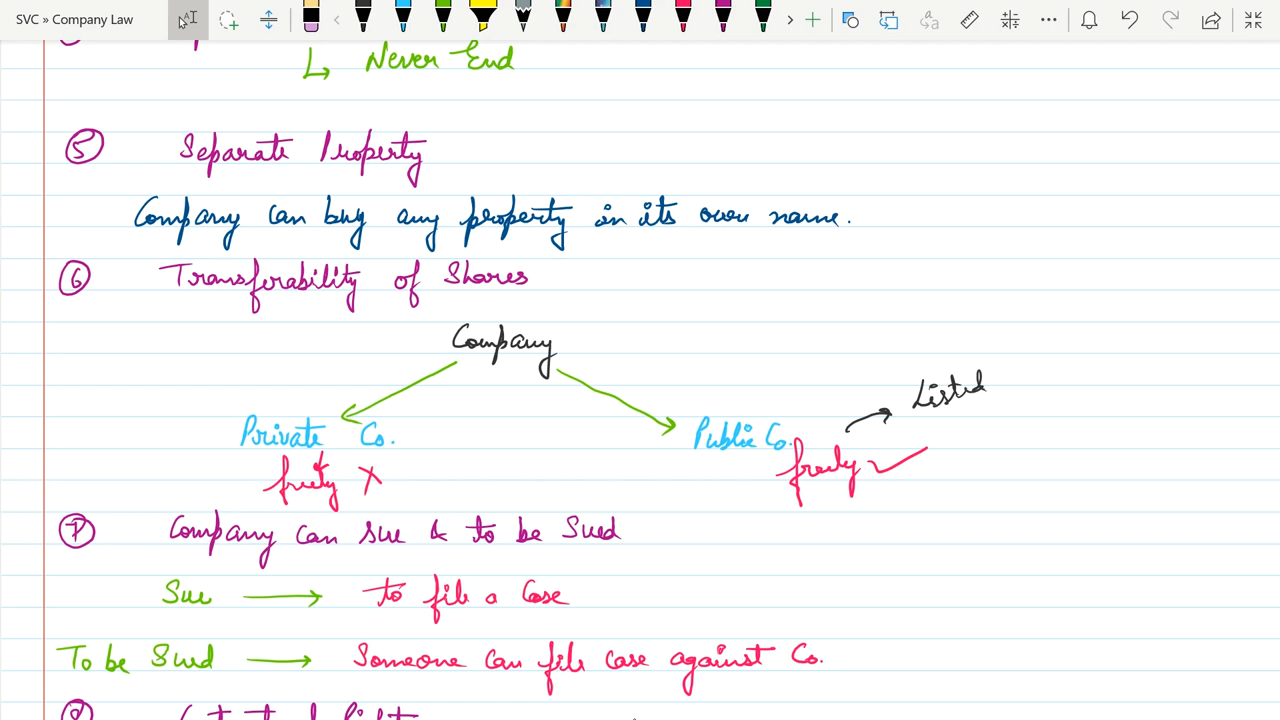 SVC » Company Law
Never End
⑤ Separate Property
Company can buy any property in its own name.
⑥ Transferability of Shares
Company
Listed
Private Co.
Public Co.
freely ✓
freely X
⑦ Company can sue & to be Sued
Sue → to file a Case
To be Sued → Someone can file case against Co.